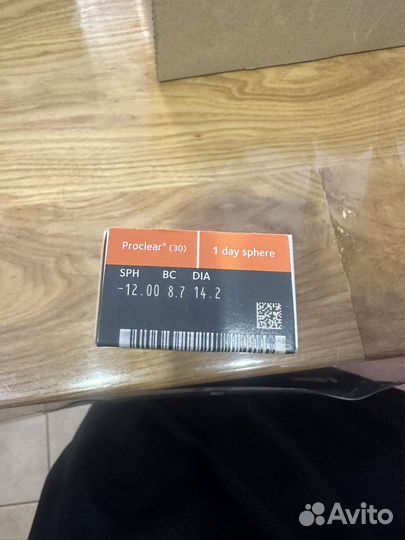 Proclear® (30)
1 day sphere
SPH BC DIA
-12.00 8.7 14.2
Avito